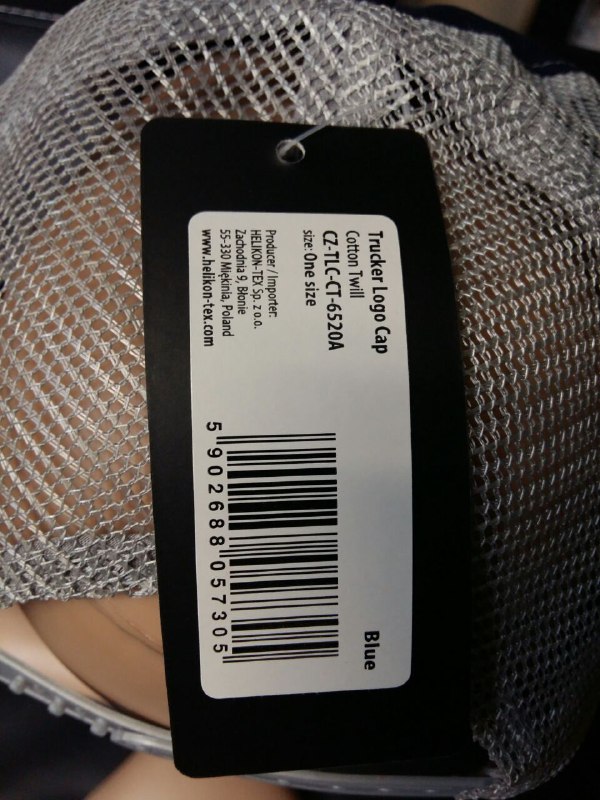 Trucker Logo Cap
Cotton Twill
CZ-TLC-CT-6520A
size: One size
Producer / Importer:
HELIKON-TEX Sp. z o.o.
Zachodnia 9, Błonie
55-330 Miękinia, Poland
www.helikon-tex.com
Blue
5 902688 057305